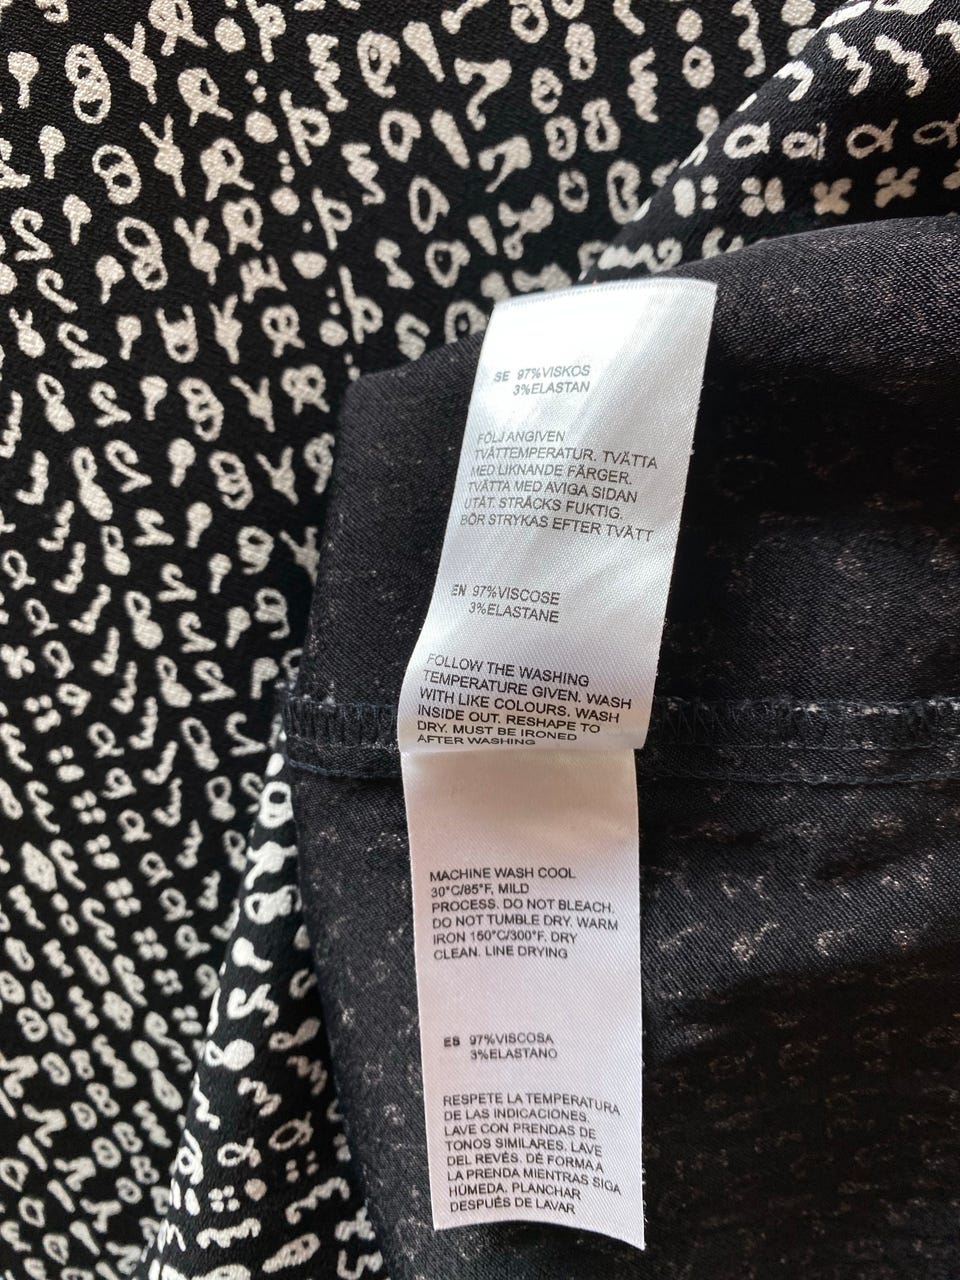 SE 97%VISKOS
3%ELASTAN
FÖLJ ANGIVEN
TVÄTTEMPERATUR. TVÄTTA
MED LIKNANDE FÄRGER.
TVÄTTA MED AVIGA SIDAN
UTÅT. STRÄCKS FUKTIG.
BÖR STRYKAS EFTER TVÄTT
EN 97%VISCOSE
3%ELASTANE
FOLLOW THE WASHING
TEMPERATURE GIVEN. WASH
WITH LIKE COLOURS. WASH
INSIDE OUT. RESHAPE TO
DRY. MUST BE IRONED
AFTER WASHING
MACHINE WASH COOL
30°C/85°F, MILD
PROCESS. DO NOT BLEACH.
DO NOT TUMBLE DRY. WARM
IRON 150°C/300°F. DRY
CLEAN. LINE DRYING
ES 97%VISCOSA
3%ELASTANO
RESPETE LA TEMPERATURA
DE LAS INDICACIONES.
LAVE CON PRENDAS DE
TONOS SIMILARES. LAVE
DEL REVÉS. DÉ FORMA A
LA PRENDA MIENTRAS SIGA
HÚMEDA. PLANCHAR
DESPUÉS DE LAVAR